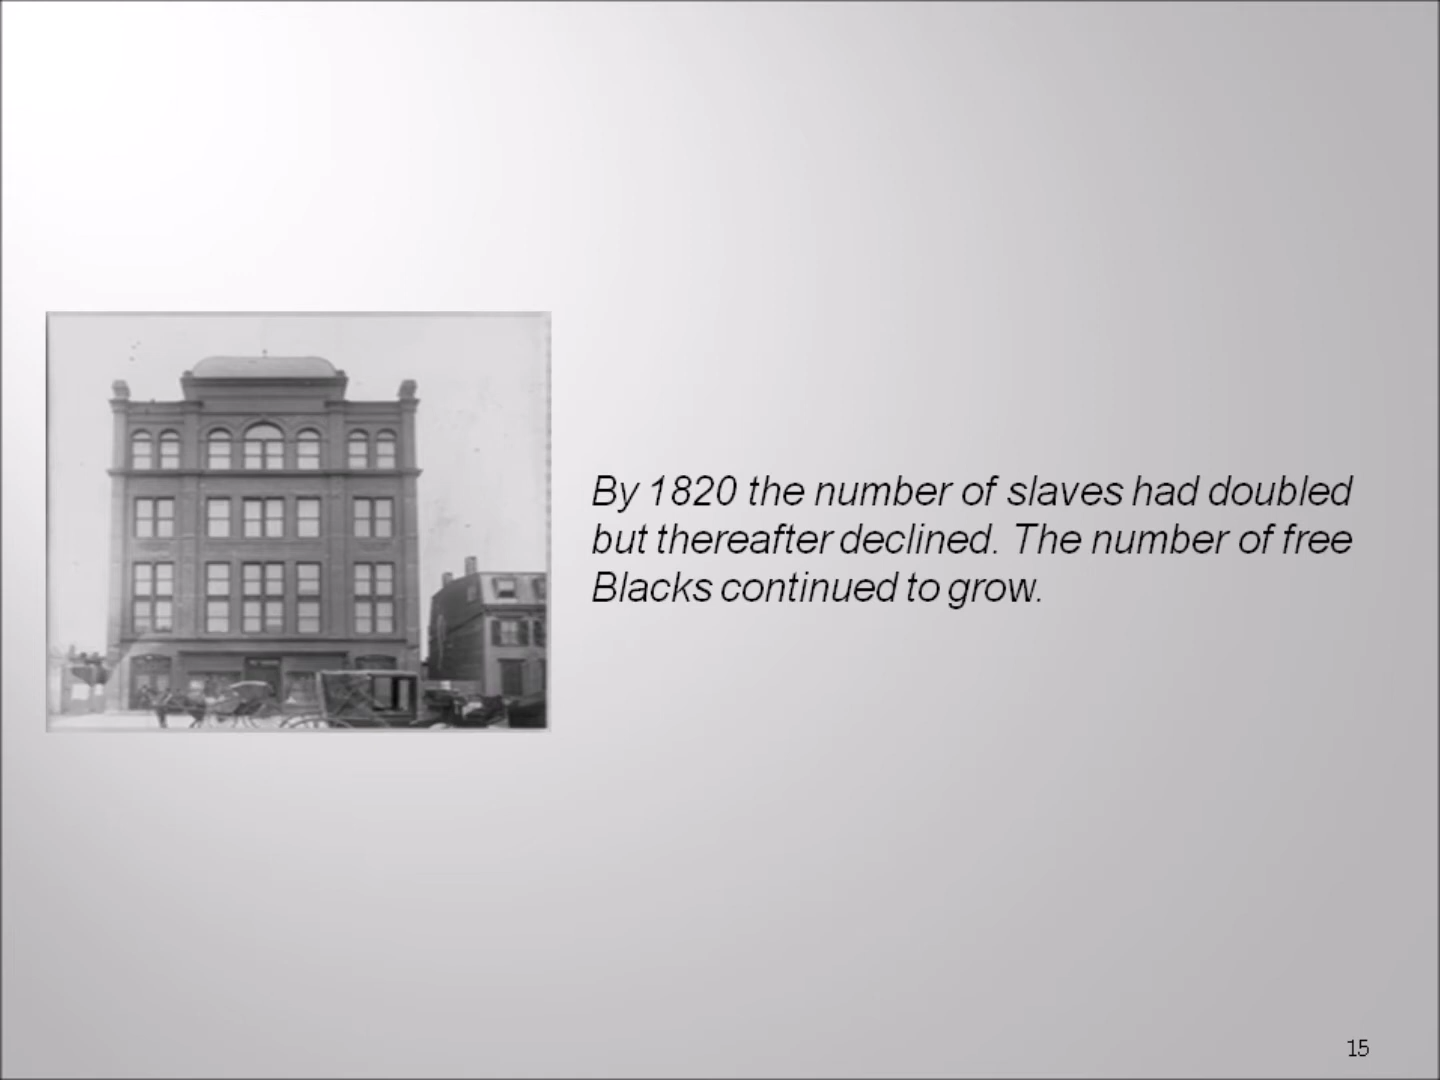 By 1820 the number of slaves had doubled
but thereafter declined. The number of free
Blacks continued to grow.
15